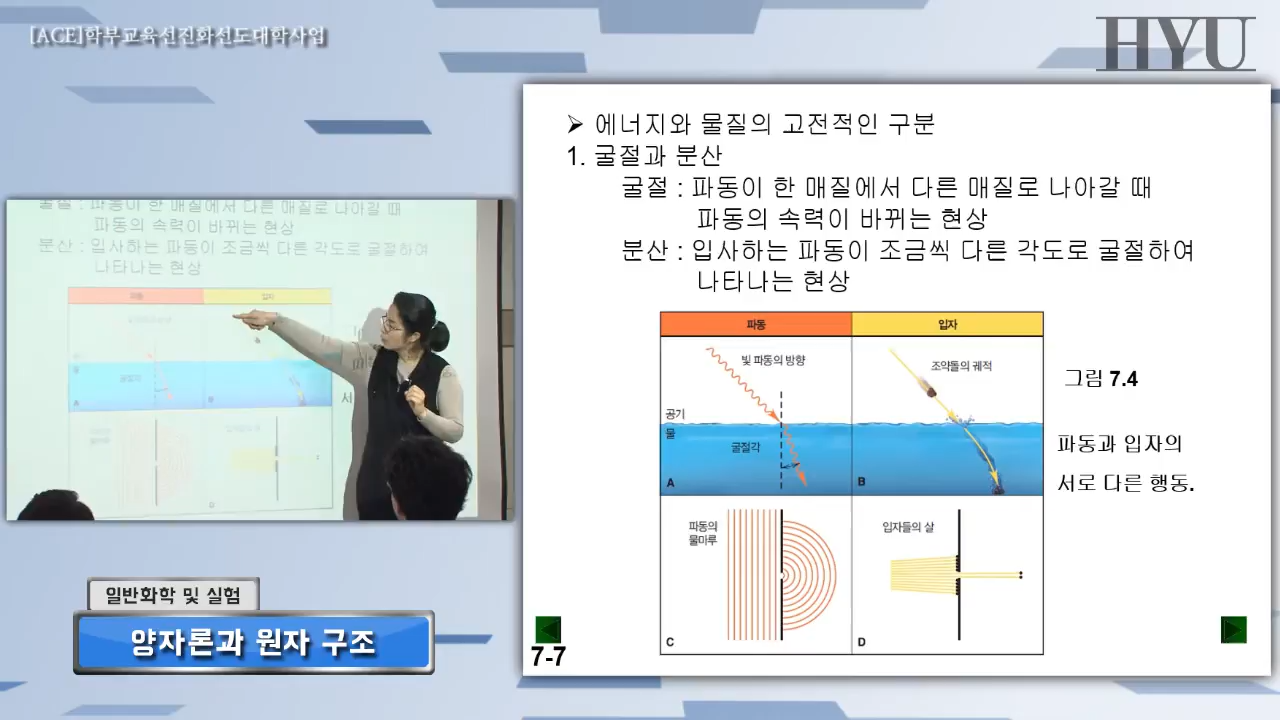 [ACE]학부교육선진화선도대학사업
HYU
➤ 에너지와 물질의 고전적인 구분
1. 굴절과 분산
굴절 : 파동이 한 매질에서 다른 매질로 나아갈 때
파동의 속력이 바뀌는 현상
분산 : 입사하는 파동이 조금씩 다른 각도로 굴절하여
나타나는 현상
파동
입자
빛 파동의 방향
조약돌의 궤적
공기
물
굴절각
A
B
파동의
물마루
입자들의 살
C
D
그림 7.4
파동과 입자의
서로 다른 행동.
7-7
굴절 : 파동이 한 매질에서 다른 매질로 나아갈 때
파동의 속력이 바뀌는 현상
분산 : 입사하는 파동이 조금씩 다른 각도로 굴절하여
나타나는 현상
파동
입자
일반화학 및 실험
양자론과 원자 구조